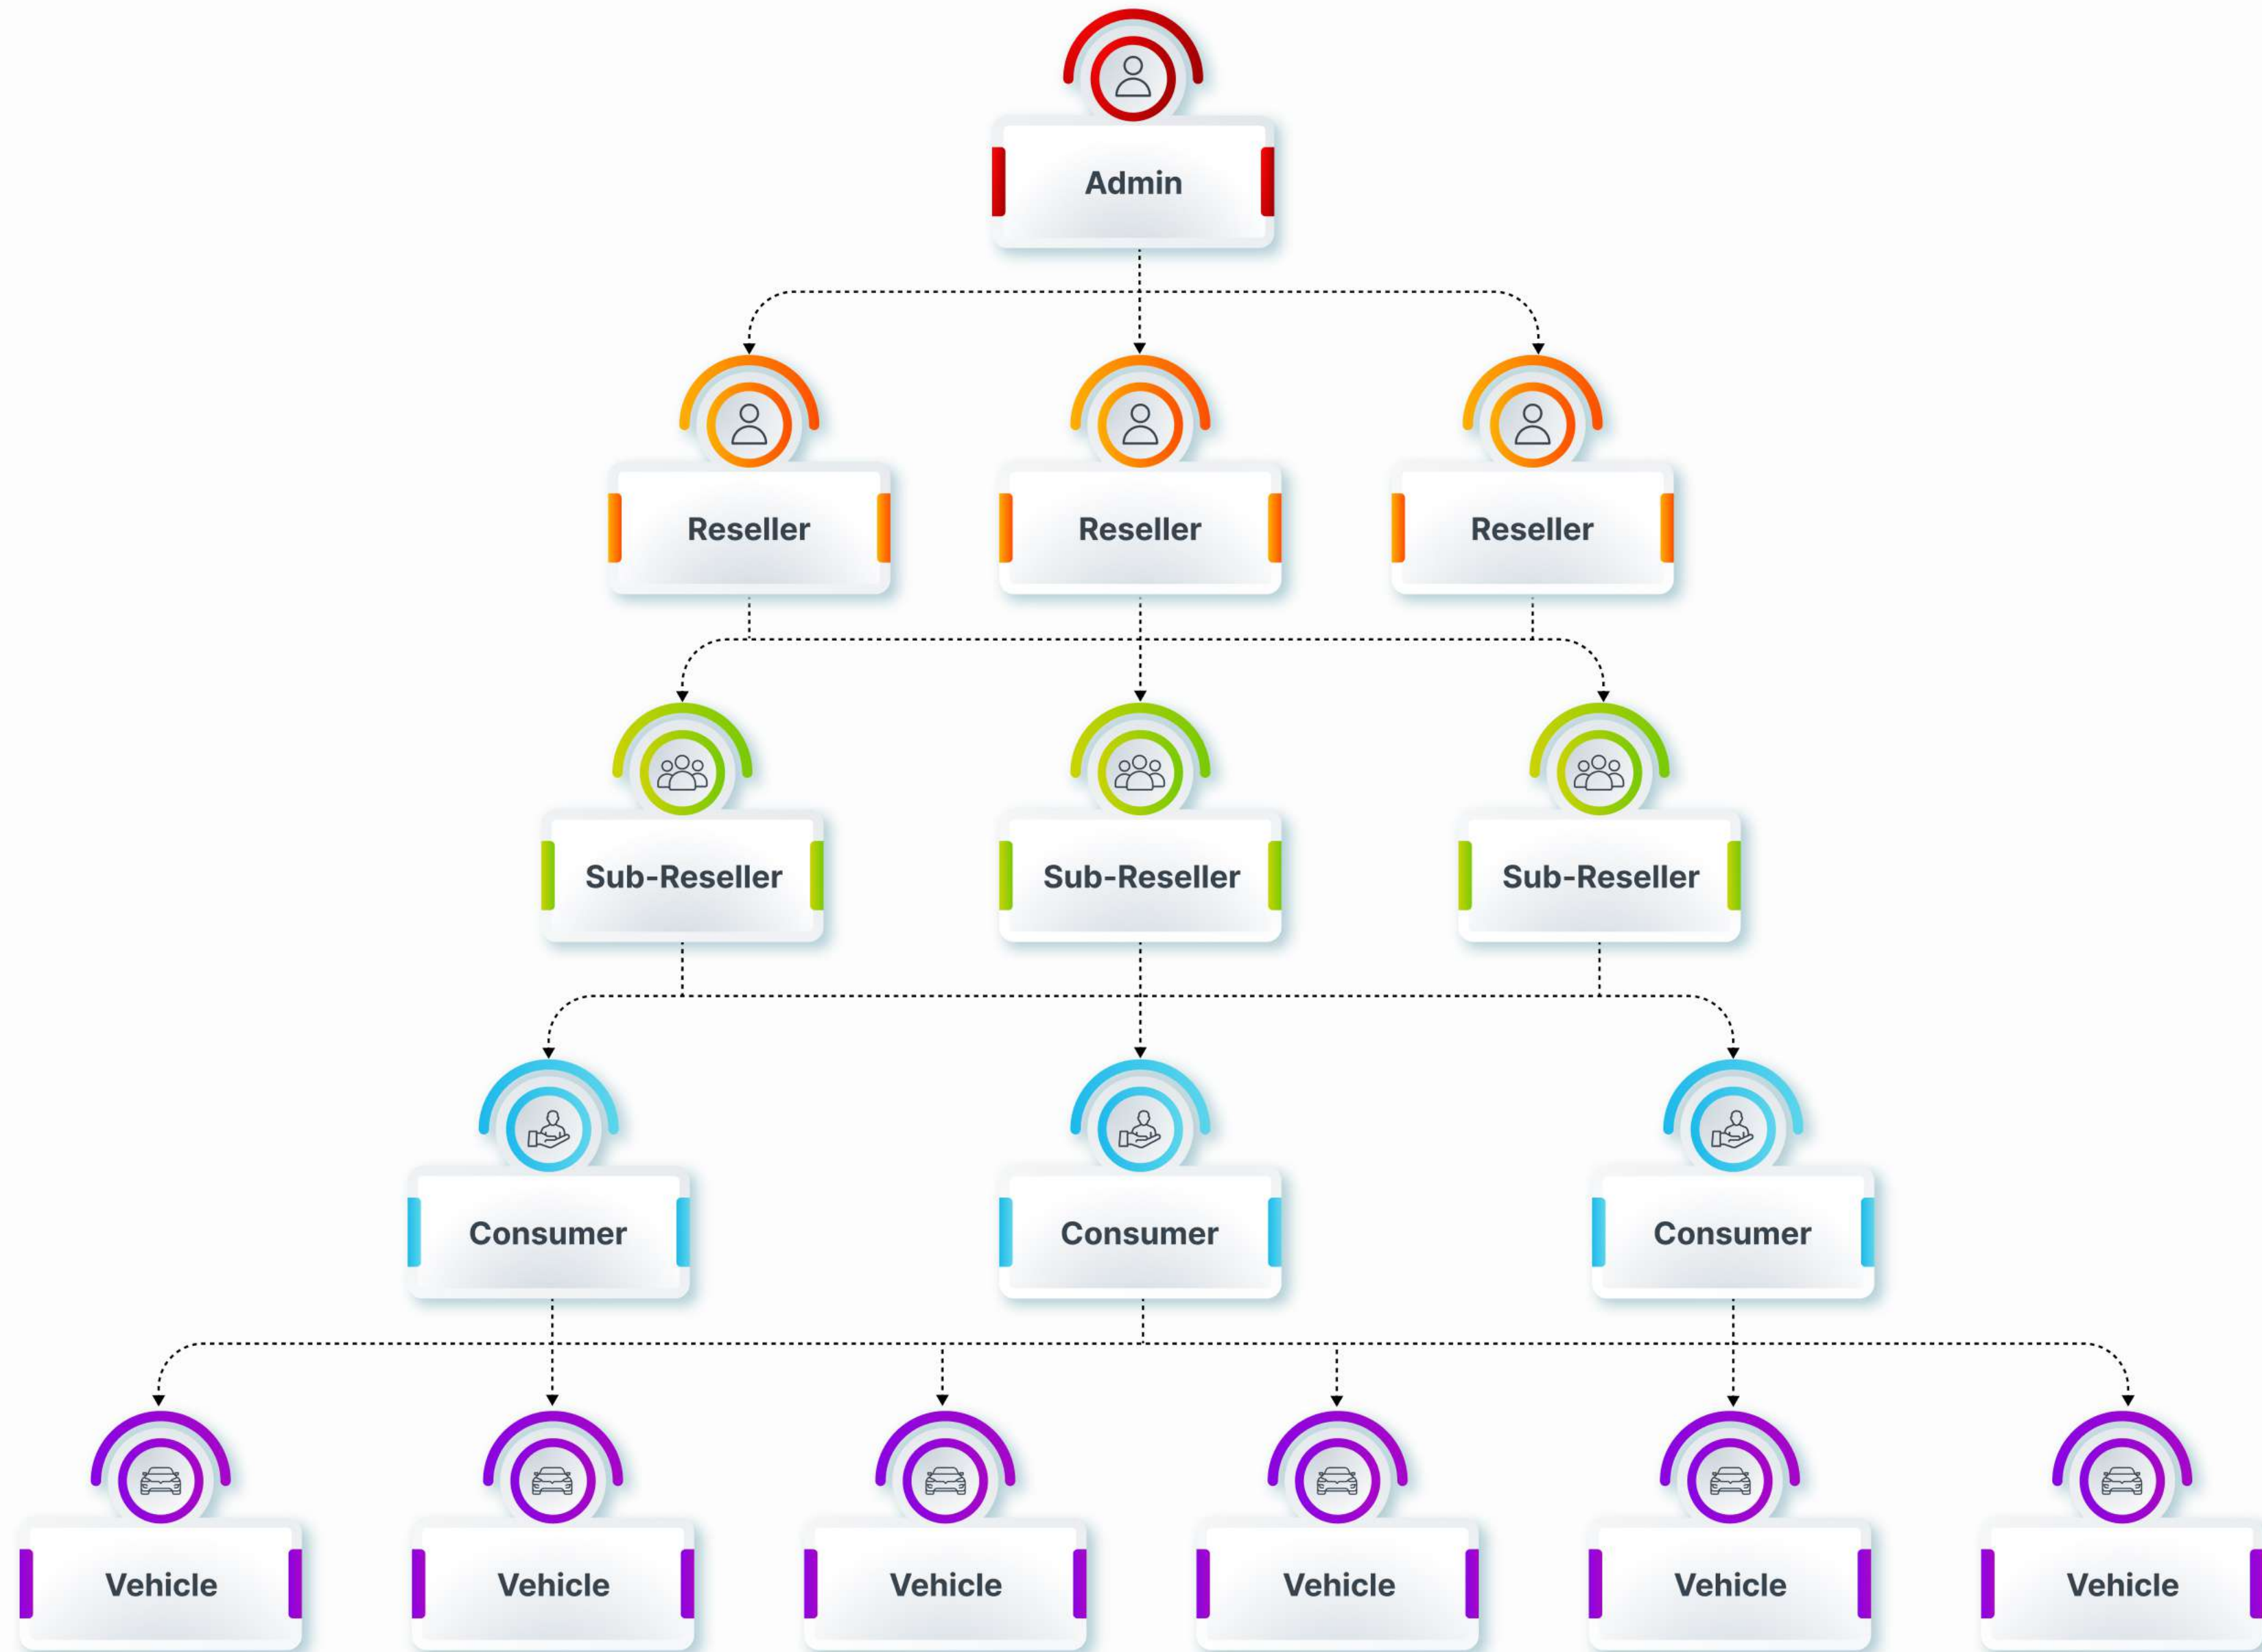 Admin
Reseller
Reseller
Reseller
Sub-Reseller
Sub-Reseller
Sub-Reseller
Consumer
Consumer
Consumer
Vehicle
Vehicle
Vehicle
Vehicle
Vehicle
Vehicle